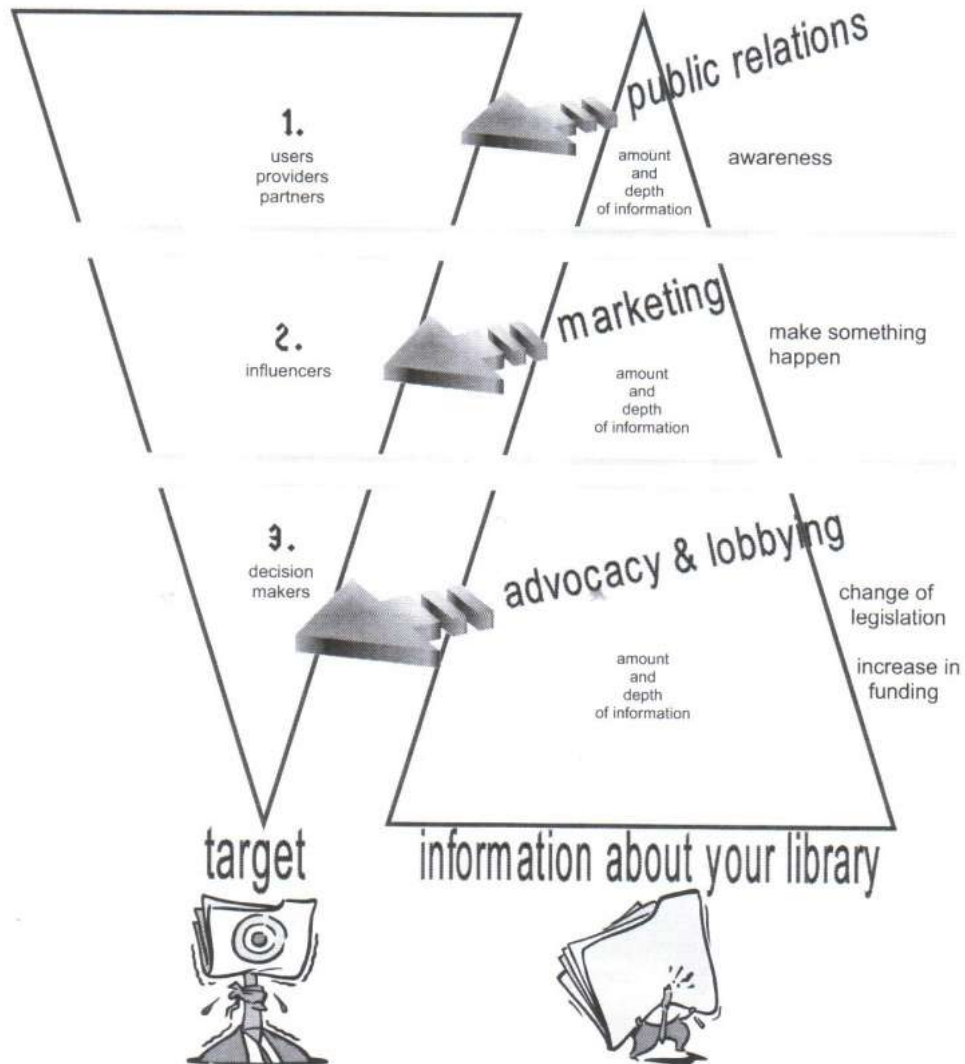 public relations
1.
users
providers
partners
amount
and
depth
of information
awareness
marketing
2.
influencers
amount
and
depth
of information
make something
happen
advocacy & lobbying
3.
decision
makers
amount
and
depth
of information
change of
legislation
increase in
funding
target
information about your library